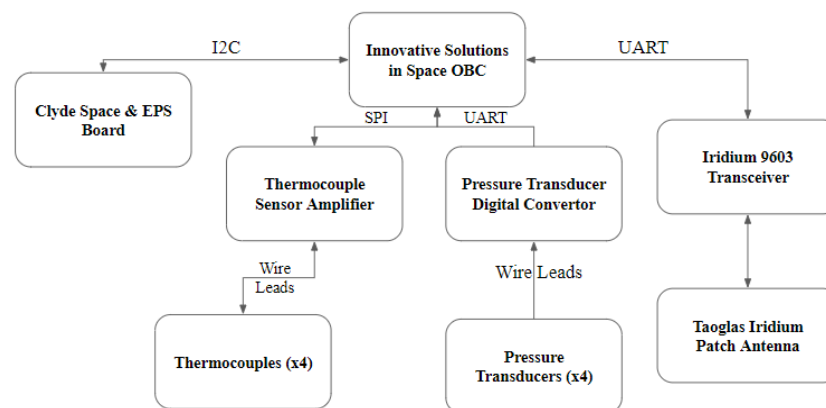 I2C
Innovative Solutions
in Space OBC
UART
Clyde Space & EPS
Board
SPI
UART
Thermocouple
Sensor Amplifier
Pressure Transducer
Digital Convertor
Iridium 9603
Transceiver
Wire
Leads
Wire Leads
Thermocouples (x4)
Pressure
Transducers (x4)
Taoglas Iridium
Patch Antenna